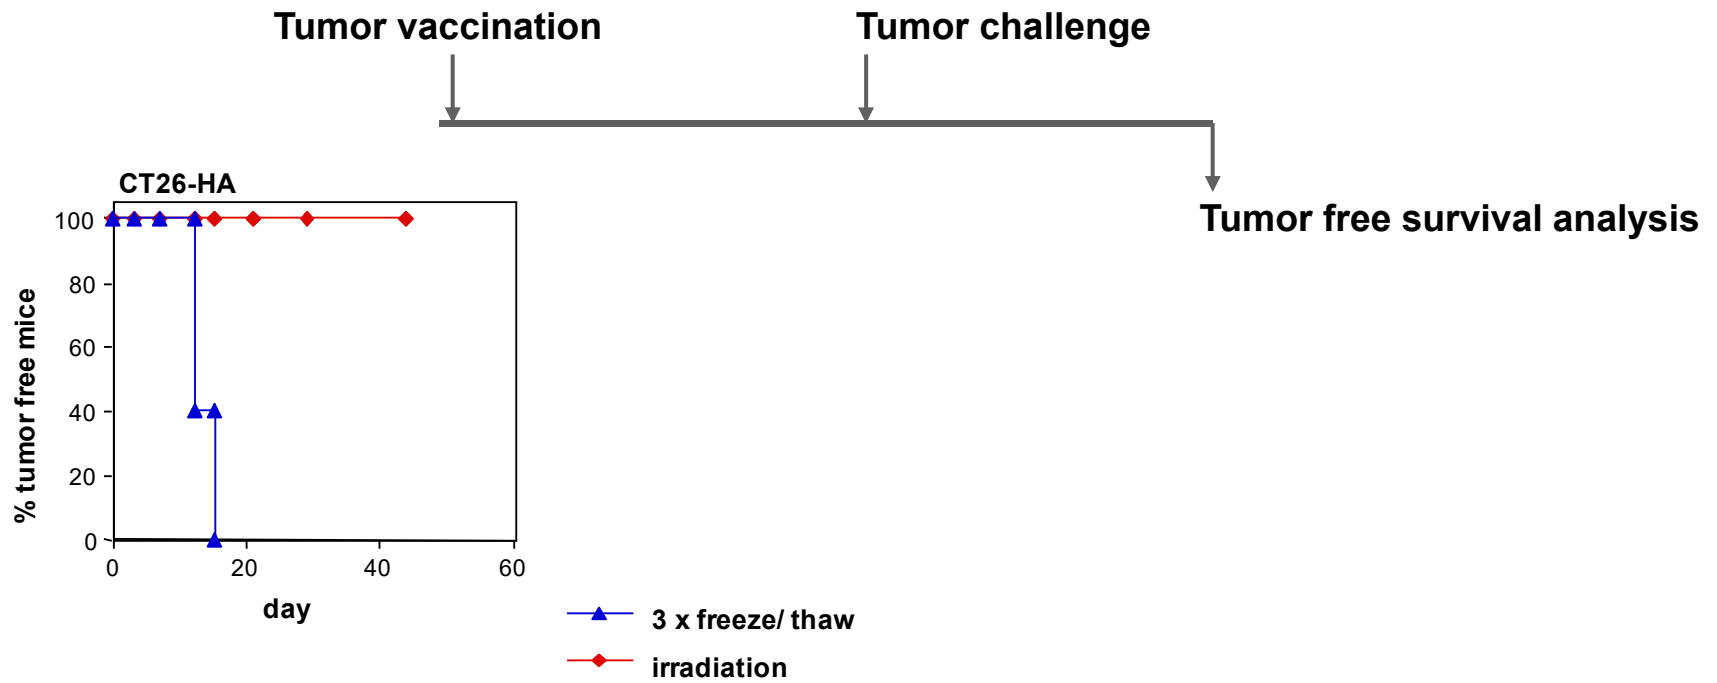 Tumor vaccination
Tumor challenge
Tumor free survival analysis
CT26-HA
100
80
60
40
20
0
% tumor free mice
0 20 40 60
day
3 x freeze/ thaw
irradiation